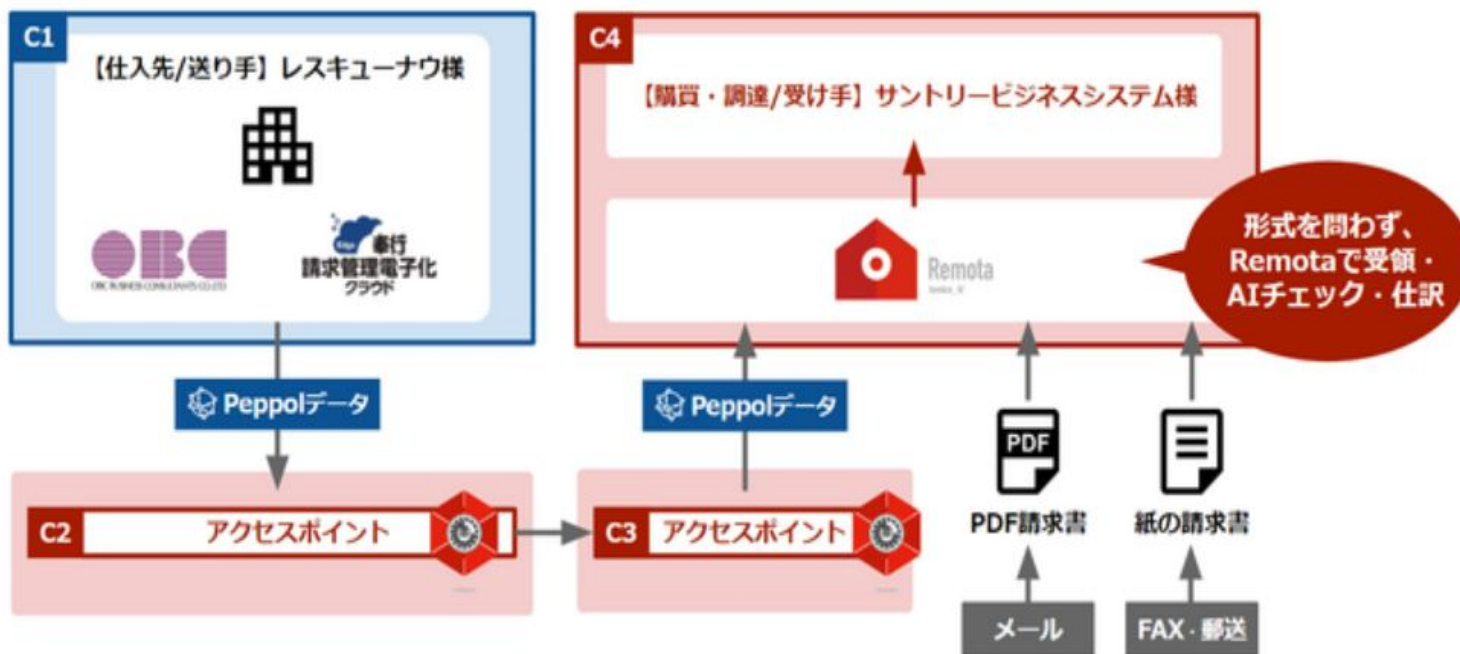 C1
【仕入先/送り手】レスキューナウ様
OBC
OBC BUSINESS CONSULTANTS CO.,LTD
Edge
奉行
請求管理電子化
クラウド
C4
【購買・調達/受け手】サントリービジネスシステム様
Remota
形式を問わず、
Remotaで受領・
AIチェック・仕訳
Peppolデータ
Peppolデータ
C2
アクセスポイント
C3
アクセスポイント
PDF
PDF請求書
紙の請求書
メール
FAX・郵送